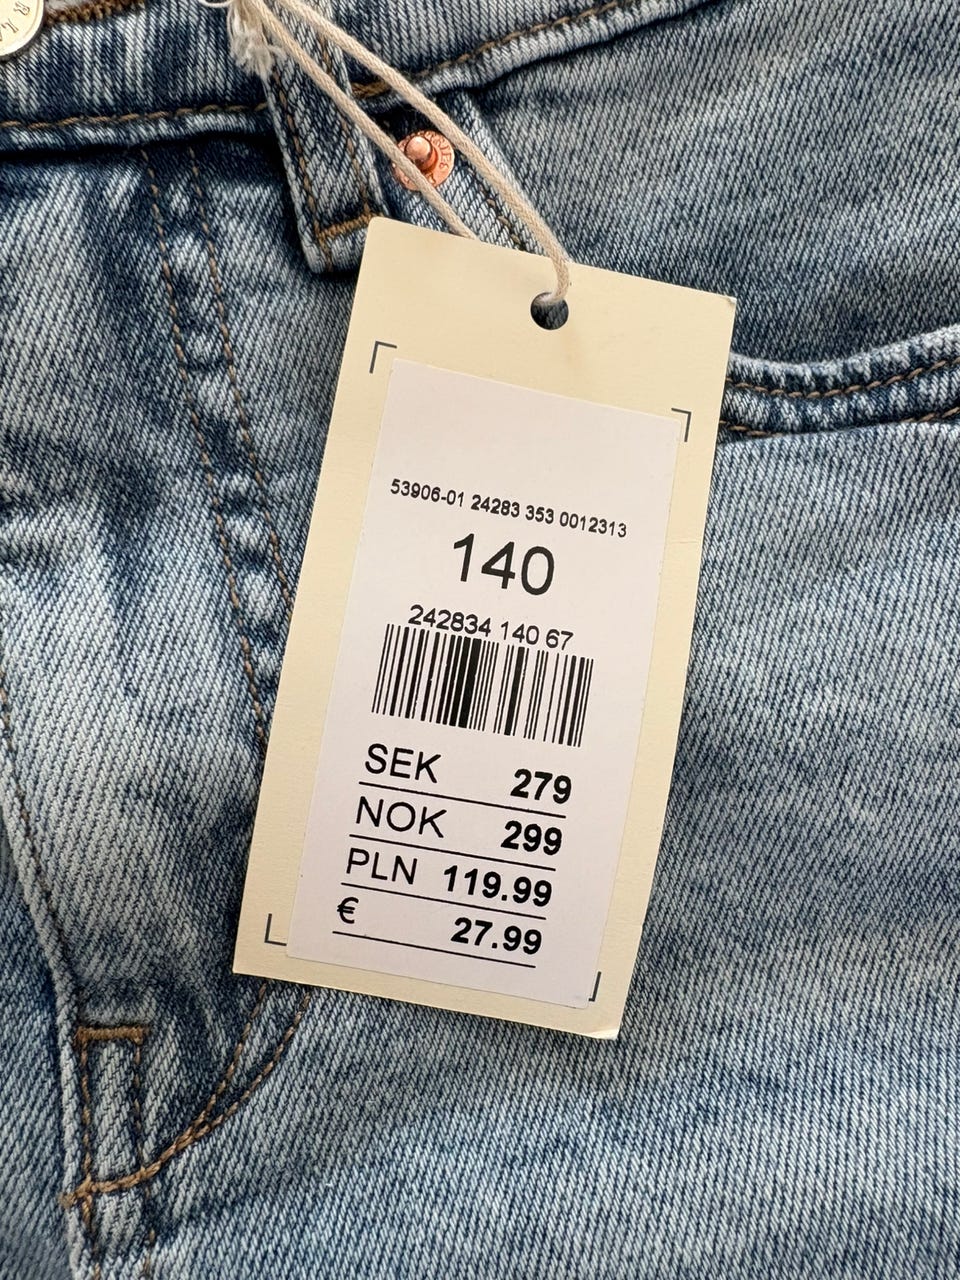 53906-01 24283 353 0012313
140
242834 140 67
SEK 279
NOK 299
PLN 119.99
€ 27.99